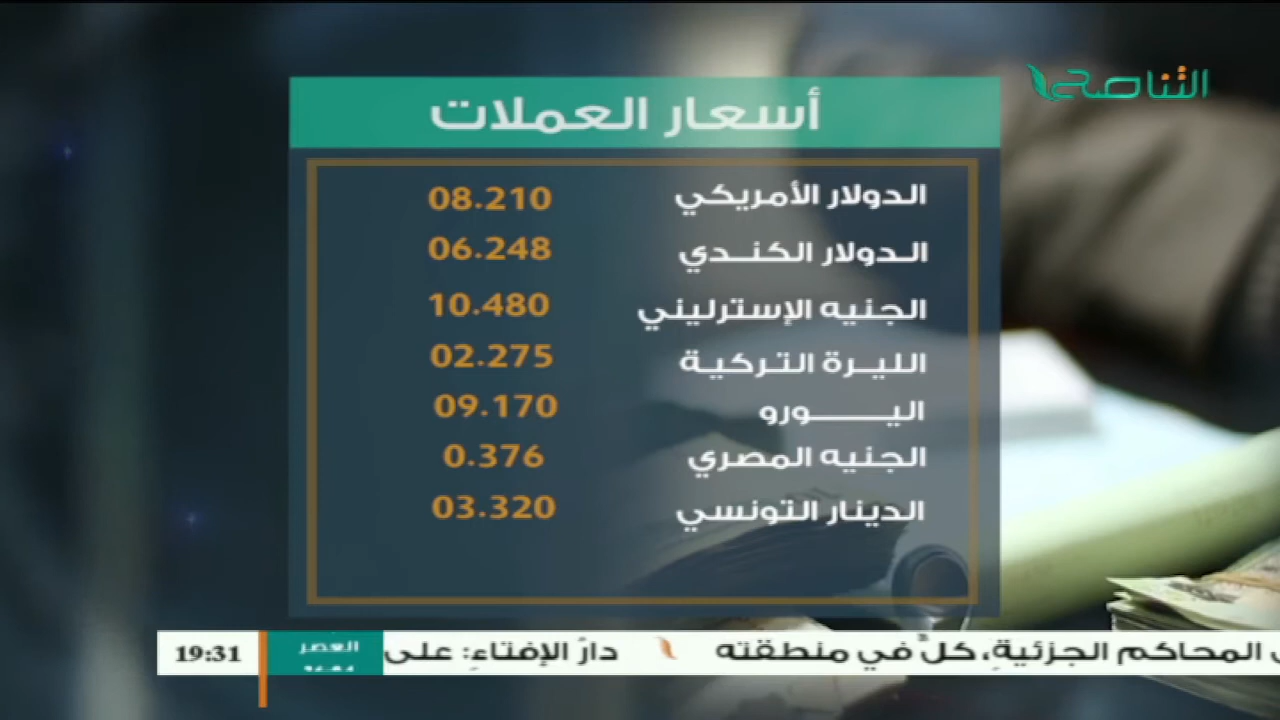 التناصح
أسعار العملات
الدولار الأمريكي 08.210
الدولار الكندي 06.248
الجنيه الإسترليني 10.480
الليرة التركية 02.275
اليورو 09.170
الجنيه المصري 0.376
الدينار التونسي 03.320
المحاكم الجزئيةِ، كلٌّ في منطقته دارُ الإفتاءِ: على
العصر
19:31